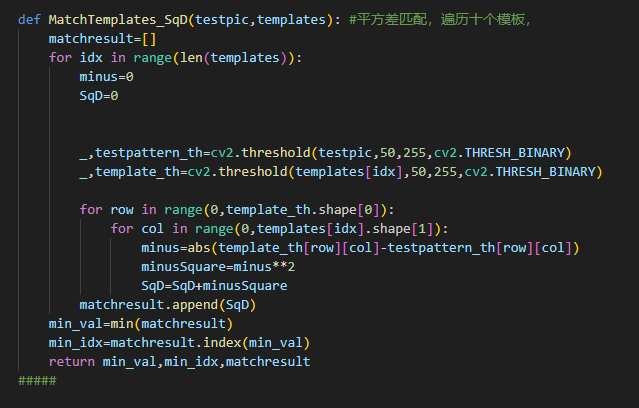 def MatchTemplates_SqD(testpic,templates): #平方差匹配，遍历十个模板，
    matchresult=[]
    for idx in range(len(templates)):
        minus=0
        SqD=0
        _,testpattern_th=cv2.threshold(testpic,50,255,cv2.THRESH_BINARY)
        _,template_th=cv2.threshold(templates[idx],50,255,cv2.THRESH_BINARY)
        for row in range(0,template_th.shape[0]):
            for col in range(0,templates[idx].shape[1]):
                minus=abs(template_th[row][col]-testpattern_th[row][col])
                minusSquare=minus**2
                SqD=SqD+minusSquare
        matchresult.append(SqD)
    min_val=min(matchresult)
    min_idx=matchresult.index(min_val)
    return min_val,min_idx,matchresult
#####